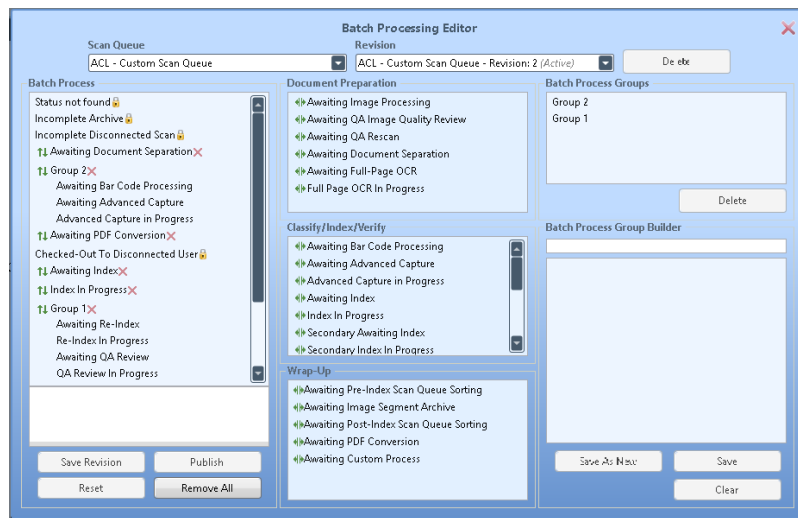 Batch Processing Editor
Scan Queue
Revision
ACL - Custom Scan Queue
ACL - Custom Scan Queue - Revision: 2 (Active)
Delete
Batch Process
Status not found
Incomplete Archive
Incomplete Disconnected Scan
Awaiting Document Separation
Group 2
Awaiting Bar Code Processing
Awaiting Advanced Capture
Advanced Capture in Progress
Awaiting PDF Conversion
Checked-Out To Disconnected User
Awaiting Index
Index In Progress
Group 1
Awaiting Re-Index
Re-Index In Progress
Awaiting QA Review
QA Review In Progress
Save Revision
Publish
Reset
Remove All
Document Preparation
Awaiting Image Processing
Awaiting QA Image Quality Review
Awaiting QA Rescan
Awaiting Document Separation
Awaiting Full-Page OCR
Full Page OCR In Progress
Classify/Index/Verify
Awaiting Bar Code Processing
Awaiting Advanced Capture
Advanced Capture in Progress
Awaiting Index
Index In Progress
Secondary Awaiting Index
Secondary Index In Progress
Wrap-Up
Awaiting Pre-Index Scan Queue Sorting
Awaiting Image Segment Archive
Awaiting Post-Index Scan Queue Sorting
Awaiting PDF Conversion
Awaiting Custom Process
Batch Process Groups
Group 2
Group 1
Delete
Batch Process Group Builder
Save As New
Save
Clear